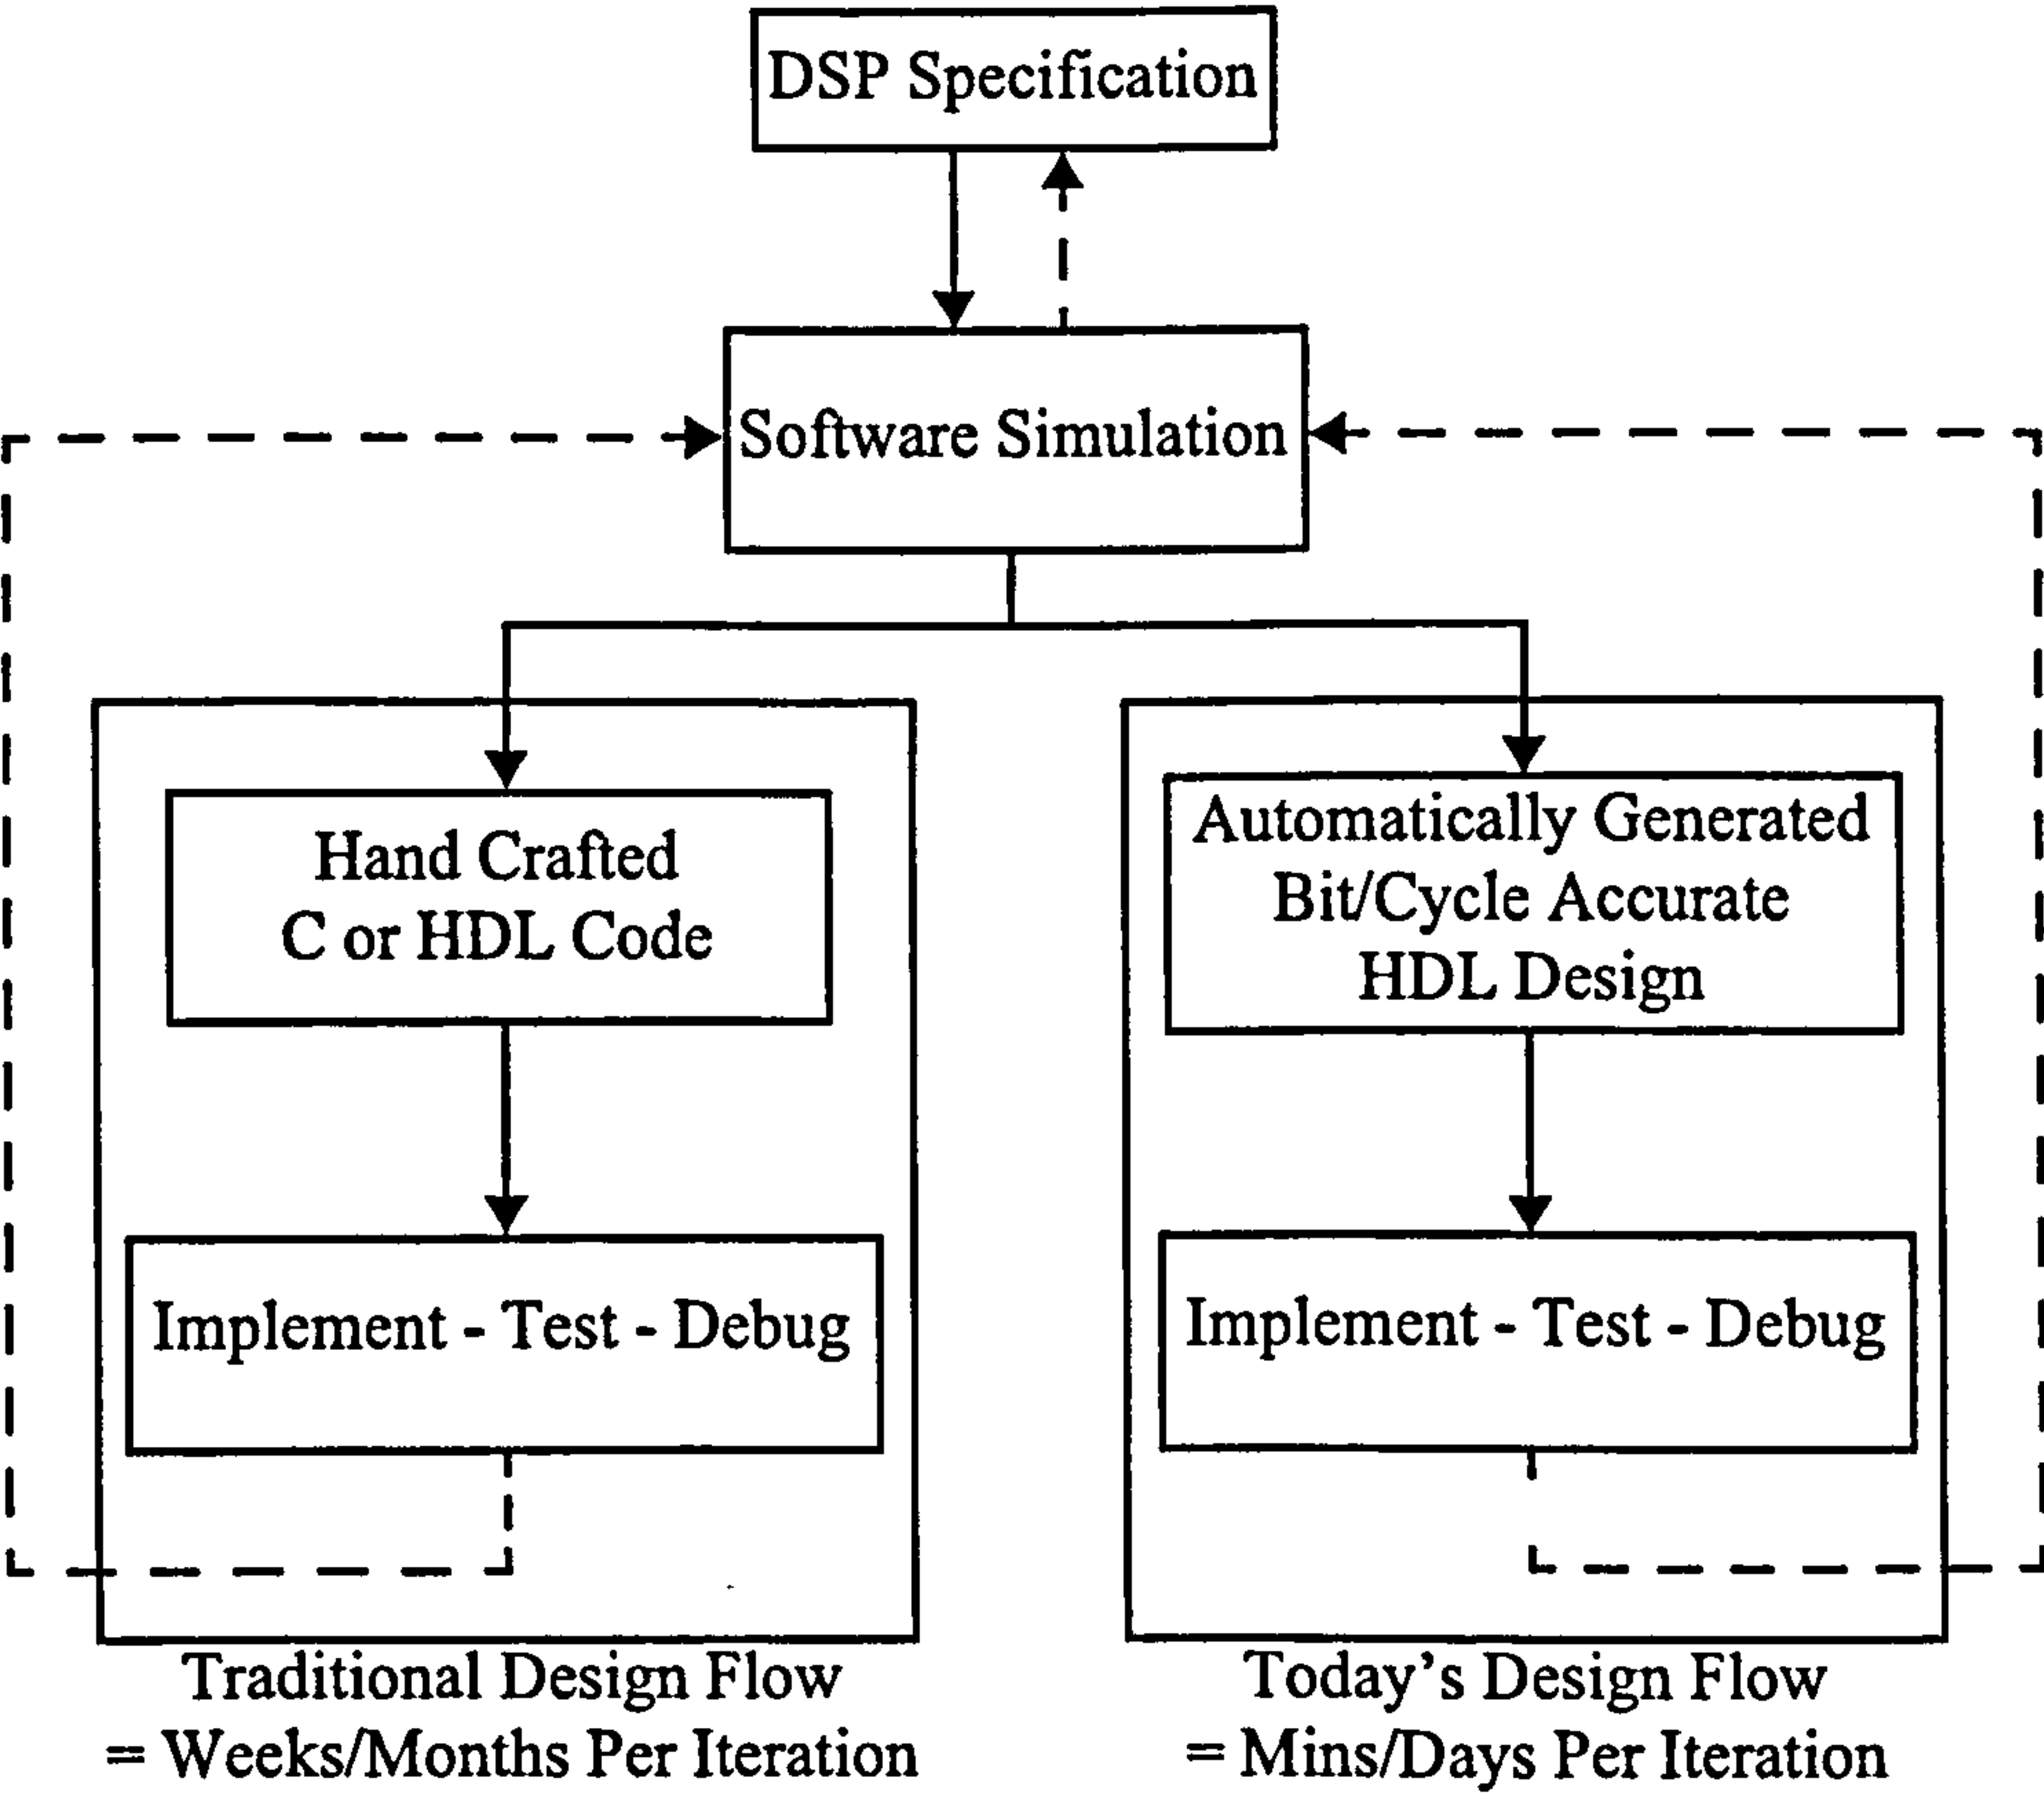 DSP Specification
Software Simulation
Hand Crafted
C or HDL Code
Implement - Test - Debug
Traditional Design Flow
= Weeks/Months Per Iteration
Automatically Generated
Bit/Cycle Accurate
HDL Design
Implement - Test - Debug
Today's Design Flow
= Mins/Days Per Iteration